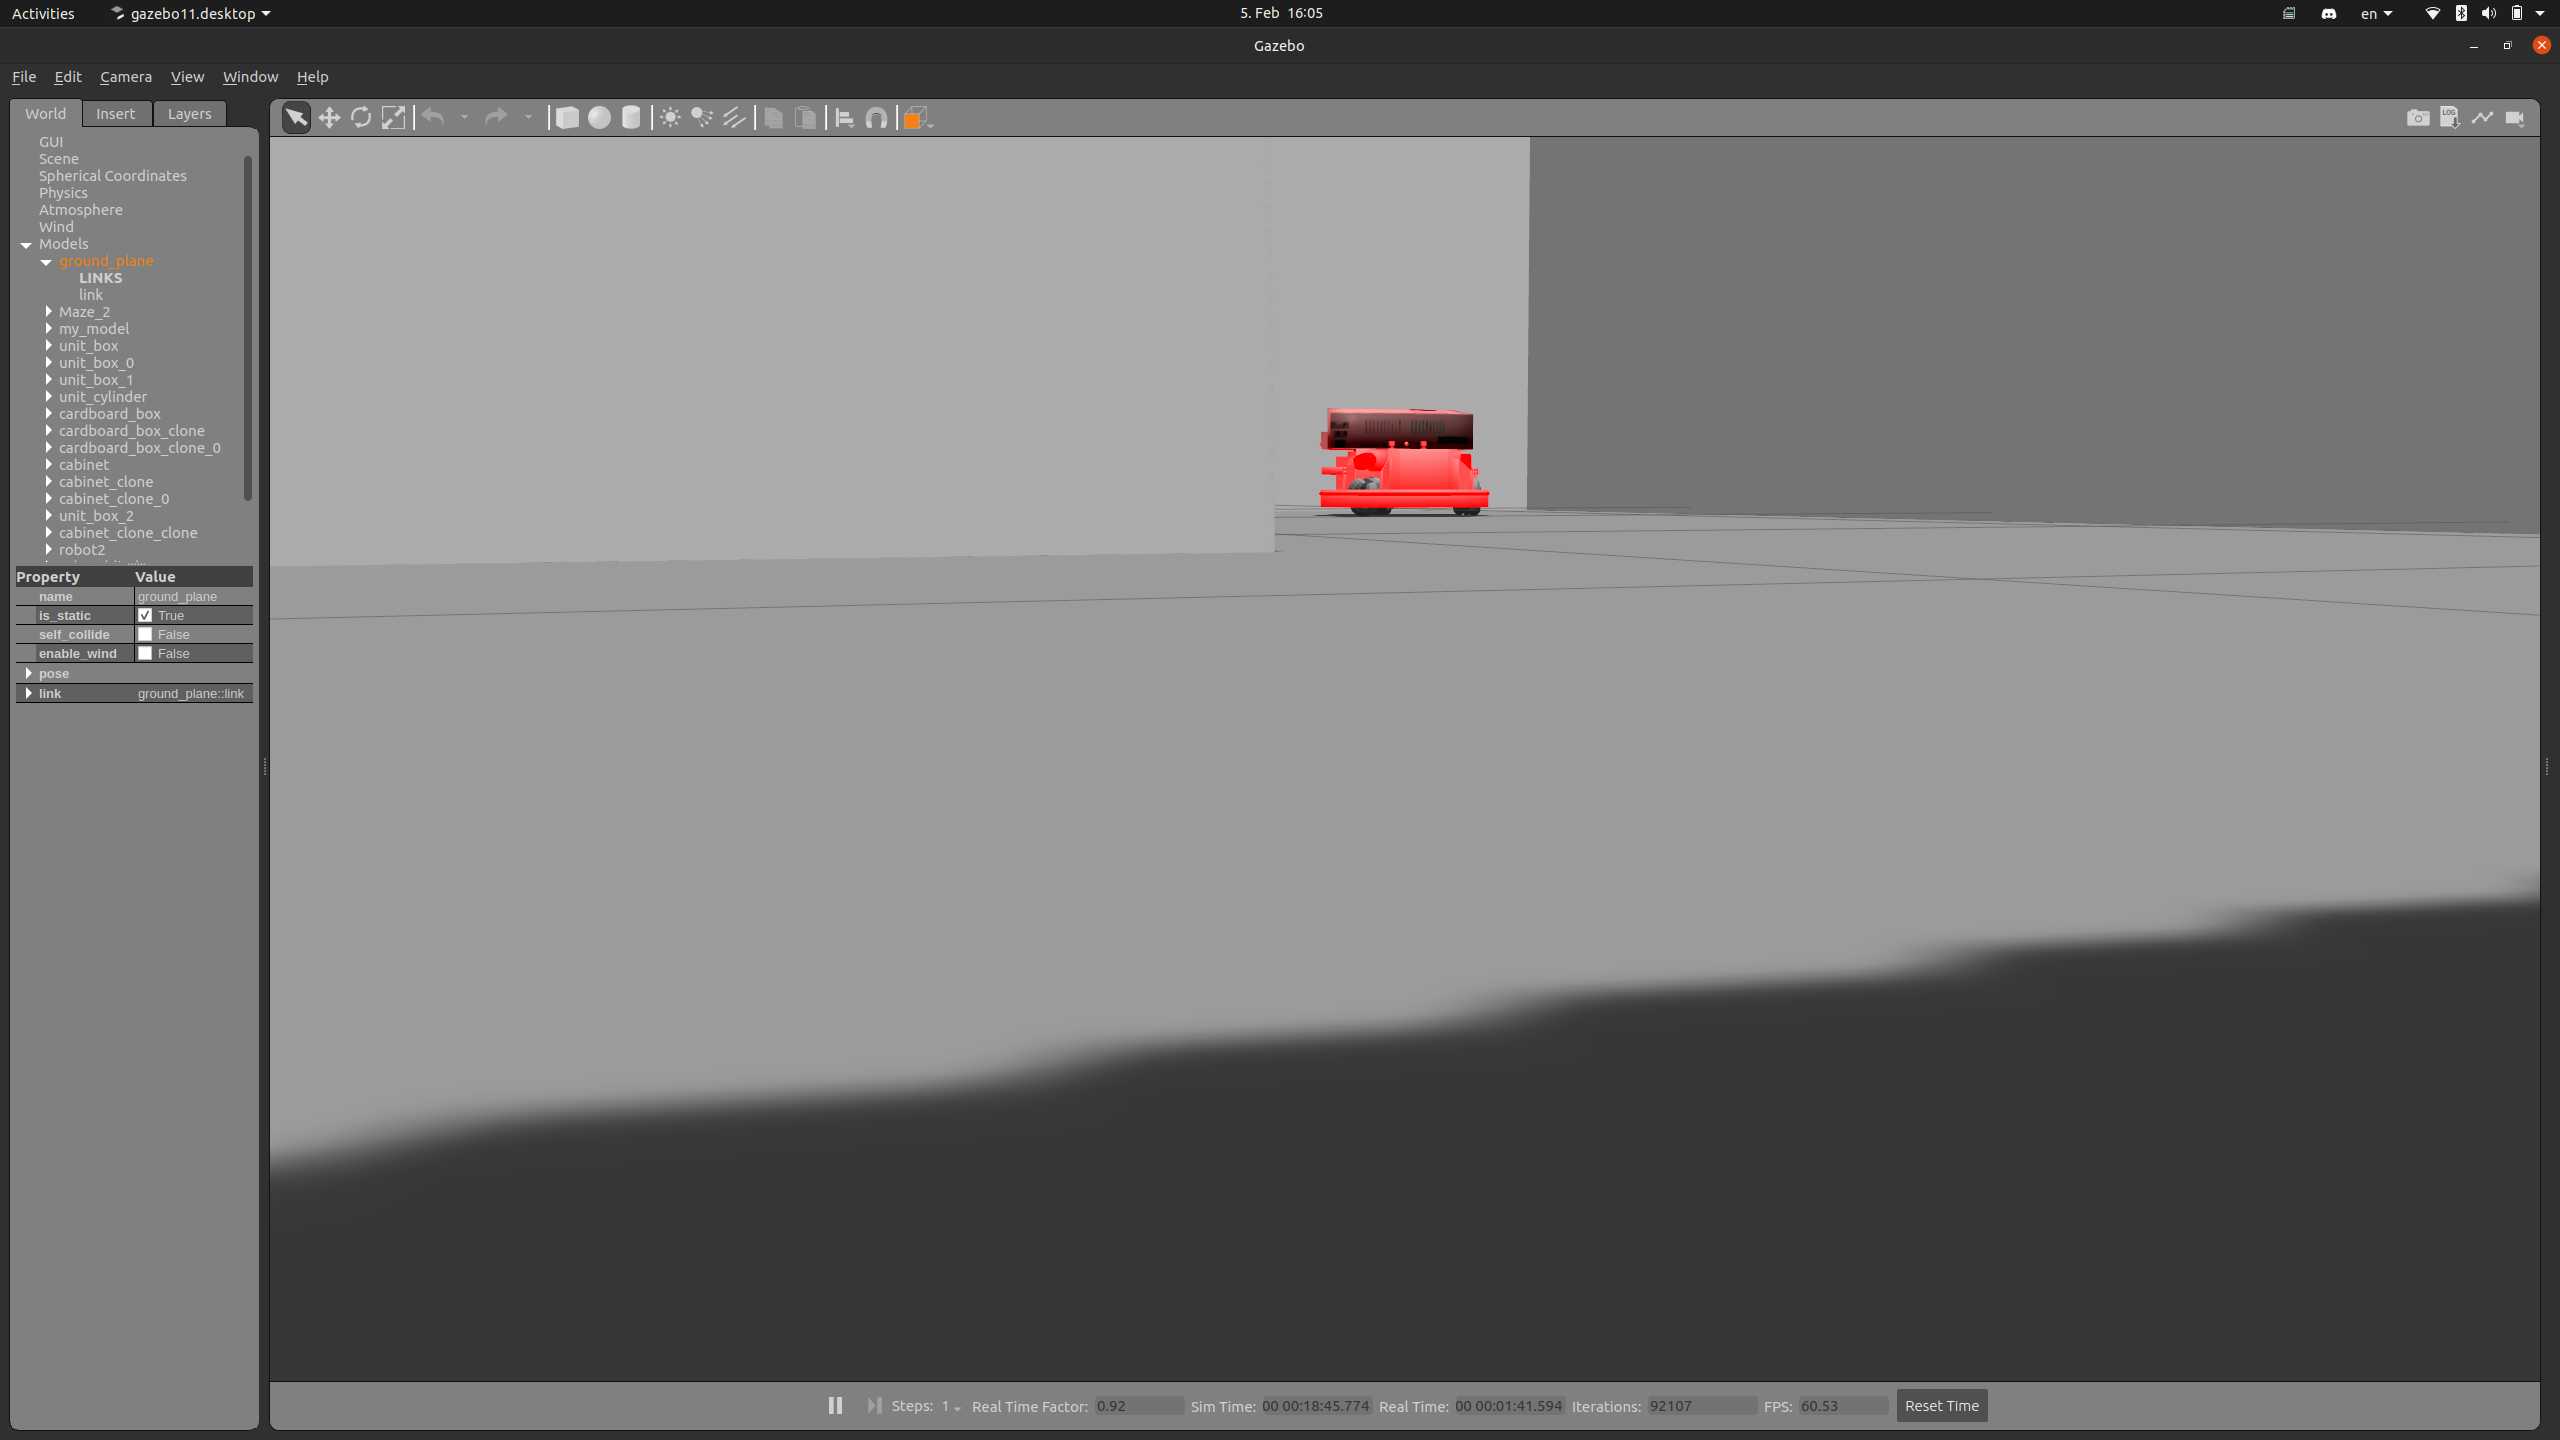 Activities gazebo11.desktop 5. Feb 16:05 en
Gazebo
File Edit Camera View Window Help
World Insert Layers
LOG
GUI
Scene
Spherical Coordinates
Physics
Atmosphere
Wind
Models
ground_plane
LINKS
link
Maze_2
my_model
unit_box
unit_box_0
unit_box_1
unit_cylinder
cardboard_box
cardboard_box_clone
cardboard_box_clone_0
cabinet
cabinet_clone
cabinet_clone_0
unit_box_2
cabinet_clone_clone
robot2
Property Value
name ground_plane
is_static True
self_collide False
enable_wind False
pose
link ground_plane::link
Steps: 1 Real Time Factor: 0.92 Sim Time: 00 00:18:45.774 Real Time: 00 00:01:41.594 Iterations: 92107 FPS: 60.53 Reset Time